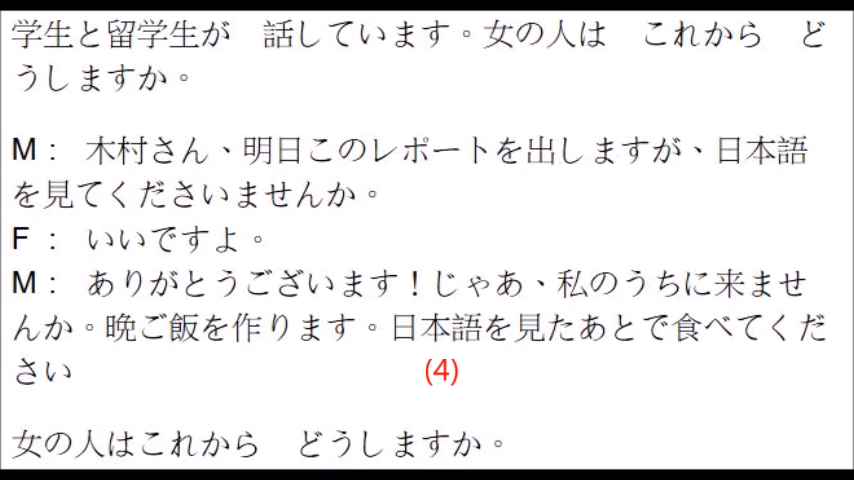 学生と留学生が　話しています。女の人は　これから　ど
うしますか。
M： 木村さん、明日このレポートを出しますが、日本語
を見てくださいませんか。
F ： いいですよ。
M： ありがとうございます！じゃあ、私のうちに来ませ
んか。晩ご飯を作ります。日本語を見たあとで食べてくだ
さい
(4)
女の人はこれから　どうしますか。